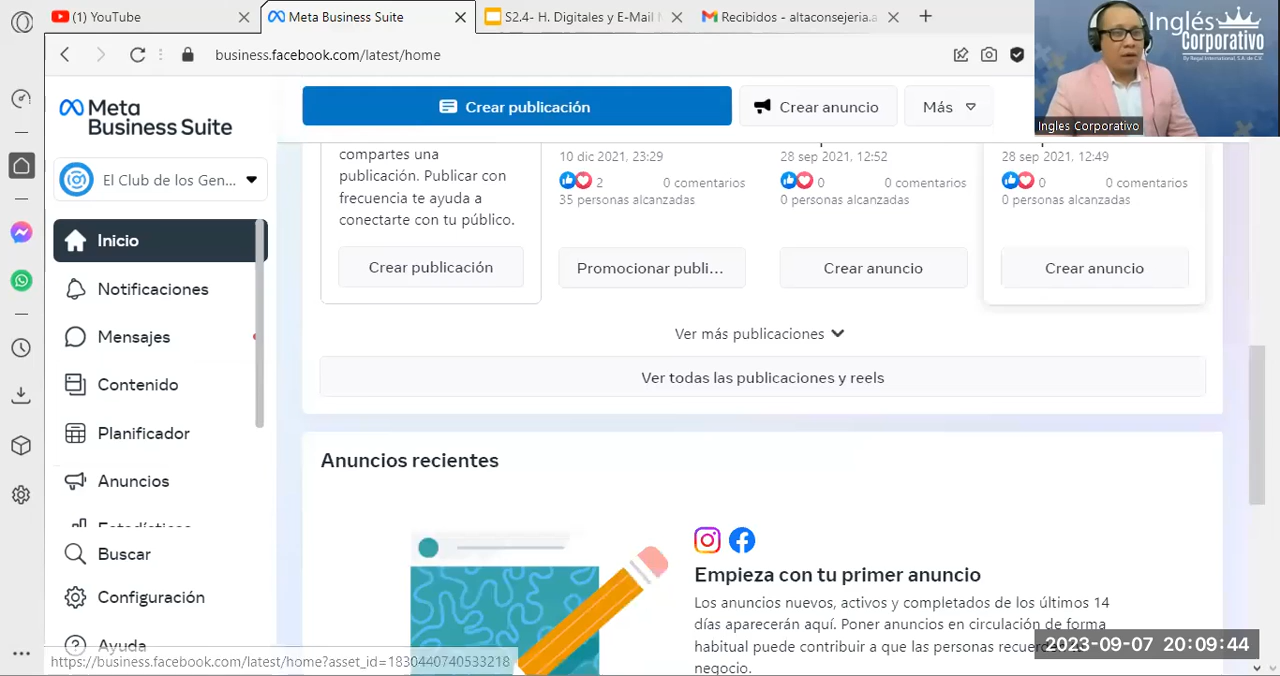 (1) YouTube
Meta Business Suite
S2.4- H. Digitales y E-Mail
Recibidos - altaconsejeria.a
business.facebook.com/latest/home
Inglés
Corporativo
By Regal International, S.A. de C.V.
Ingles Corporativo
Meta
Business Suite
El Club de los Gen...
Inicio
Notificaciones
Mensajes
Contenido
Planificador
Anuncios
Estadísticas
Buscar
Configuración
Ayuda
Crear publicación
Crear anuncio
Más
compartes una
publicación. Publicar con
frecuencia te ayuda a
conectarte con tu público.
Crear publicación
10 dic 2021, 23:29
2 0 comentarios
35 personas alcanzadas
Promocionar publi...
28 sep 2021, 12:52
0 0 comentarios
0 personas alcanzadas
Crear anuncio
28 sep 2021, 12:49
0 0 comentarios
0 personas alcanzadas
Crear anuncio
Ver más publicaciones
Ver todas las publicaciones y reels
Anuncios recientes
Empieza con tu primer anuncio
Los anuncios nuevos, activos y completados de los últimos 14
días aparecerán aquí. Poner anuncios en circulación de forma
habitual puede contribuir a que las personas
negocio.
2023-09-07 20:09:44
https://business.facebook.com/latest/home?asset_id=1830440740533218